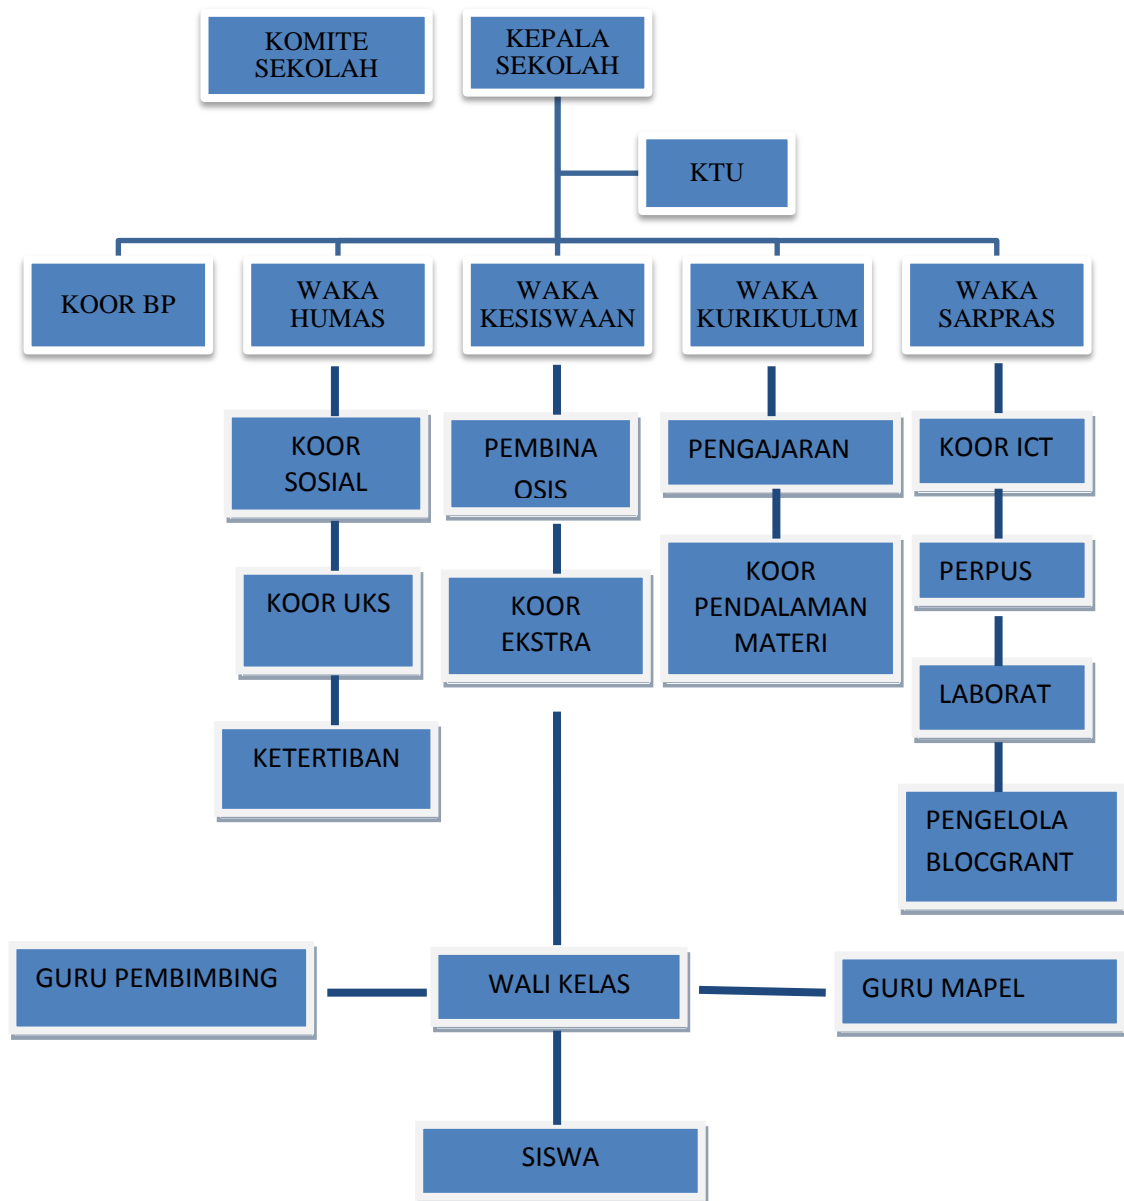 KOMITE
SEKOLAH
KEPALA
SEKOLAH
KTU
KOOR BP
WAKA
HUMAS
WAKA
KESISWAAN
WAKA
KURIKULUM
WAKA
SARPRAS
KOOR
SOSIAL
PEMBINA
OSIS
PENGAJARAN
KOOR ICT
KOOR UKS
KOOR
EKSTRA
KOOR
PENDALAMAN
MATERI
PERPUS
LABORAT
KETERTIBAN
PENGELOLA
BLOCGRANT
GURU PEMBIMBING
WALI KELAS
GURU MAPEL
SISWA